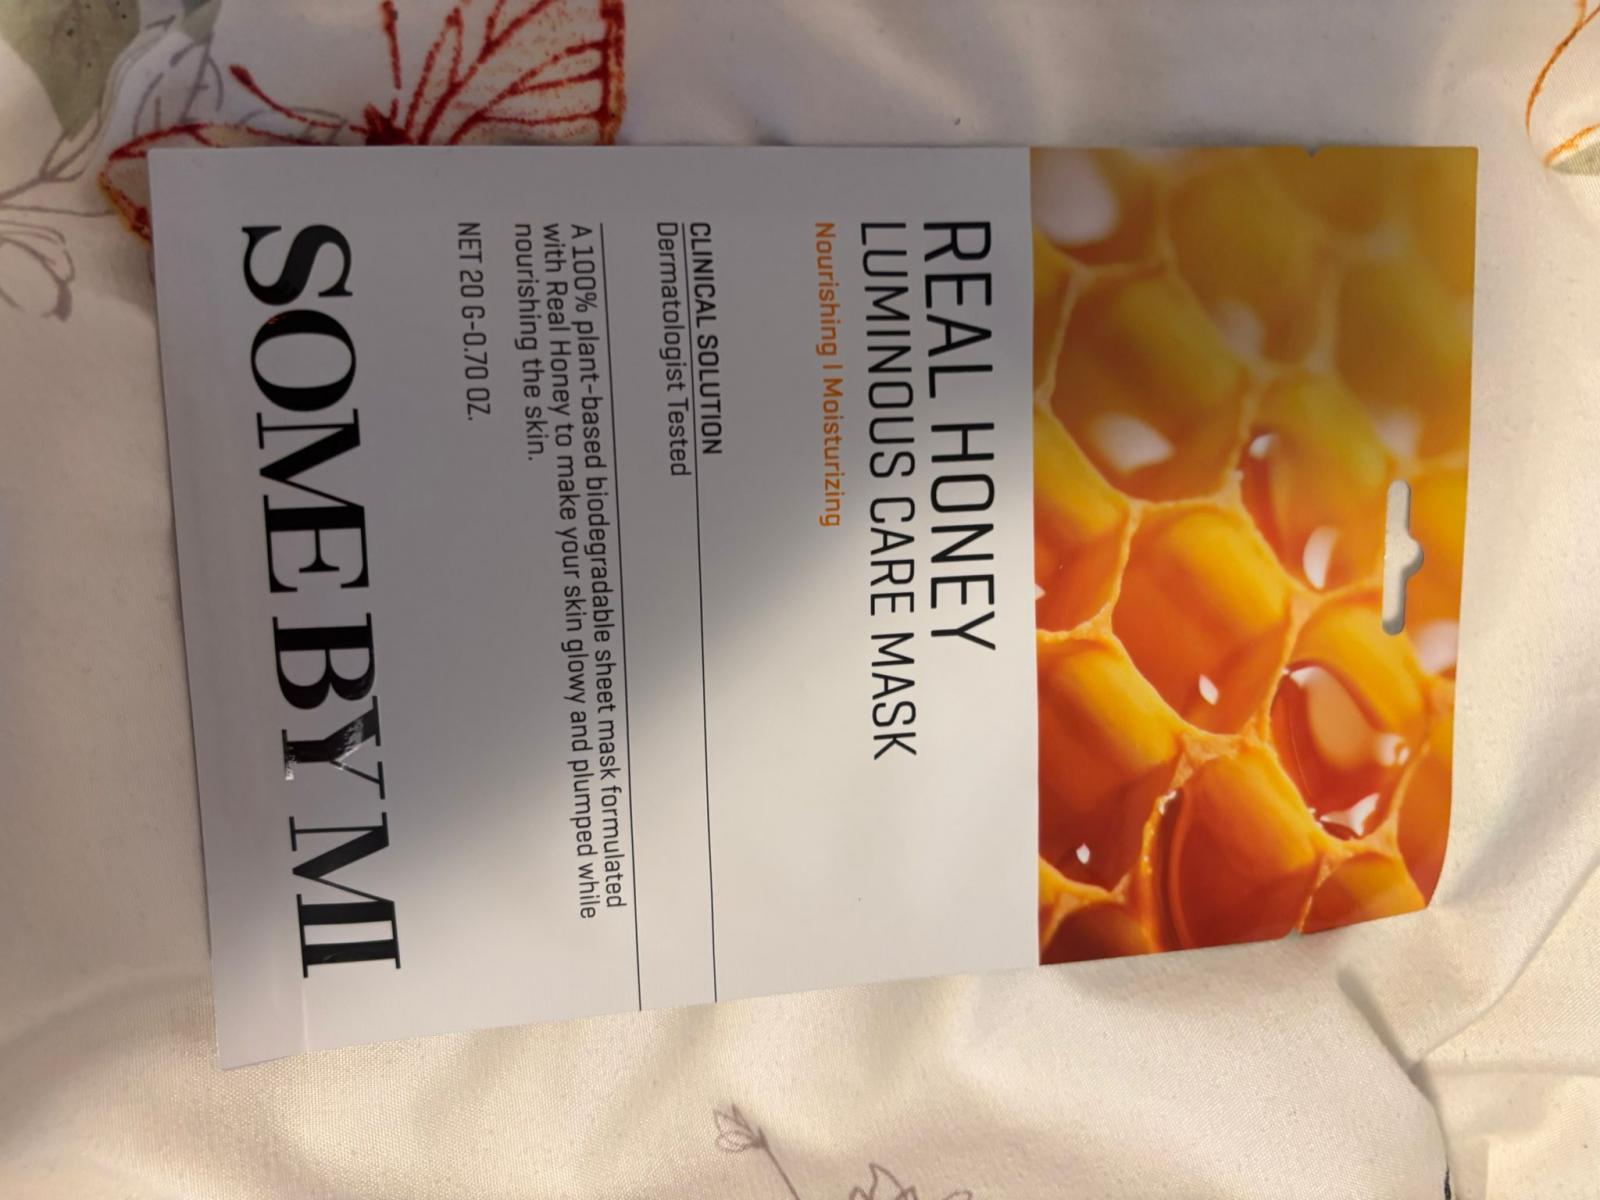 REAL HONEY
LUMINOUS CARE MASK
Nourishing | Moisturizing
CLINICAL SOLUTION
Dermatologist Tested
A 100% plant-based biodegradable sheet mask formulated
with Real Honey to make your skin glowy and plumped while
nourishing the skin.
NET 20 G-0.70 OZ.
SOME BY MI